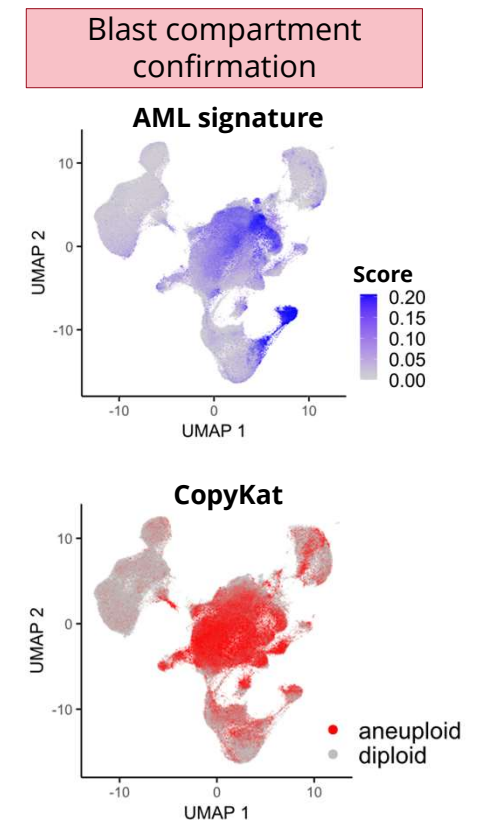 Blast compartment
confirmation
AML signature
10
0
-10
UMAP 2
-10
0
10
UMAP 1
Score
0.20
0.15
0.10
0.05
0.00
CopyKat
10
0
-10
UMAP 2
-10
0
10
UMAP 1
aneuploid
diploid